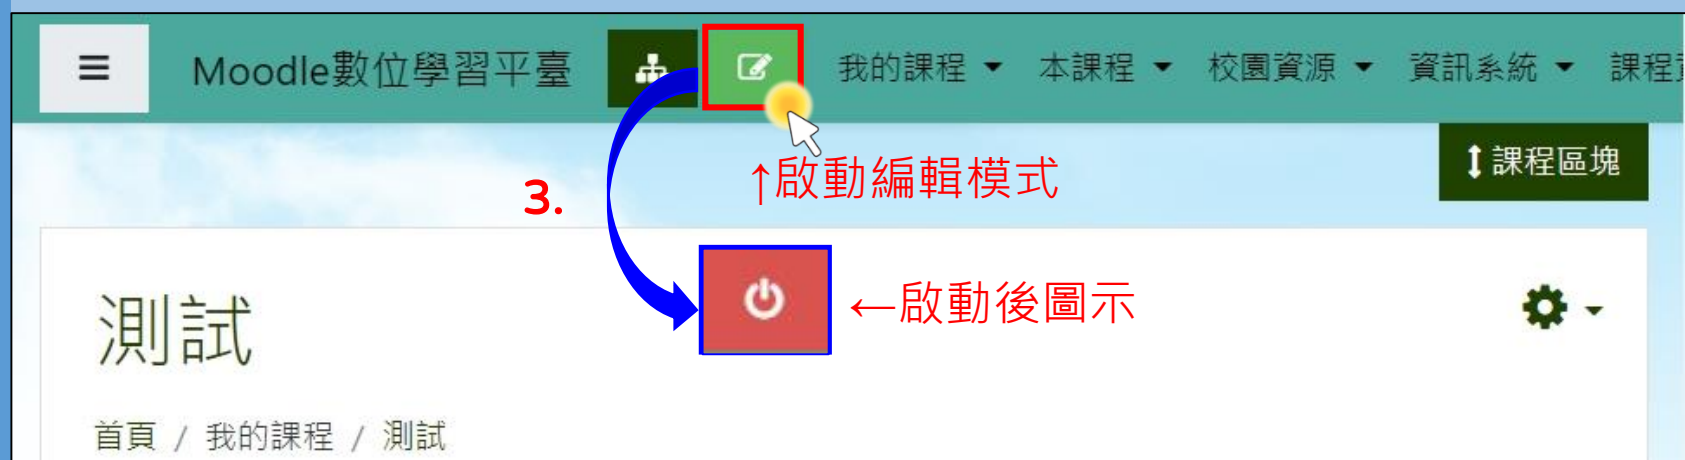 Moodle數位學習平臺 我的課程 本課程 校園資源 資訊系統 課程
課程區塊
↑啟動編輯模式
3.
←啟動後圖示
測試
首頁 / 我的課程 / 測試